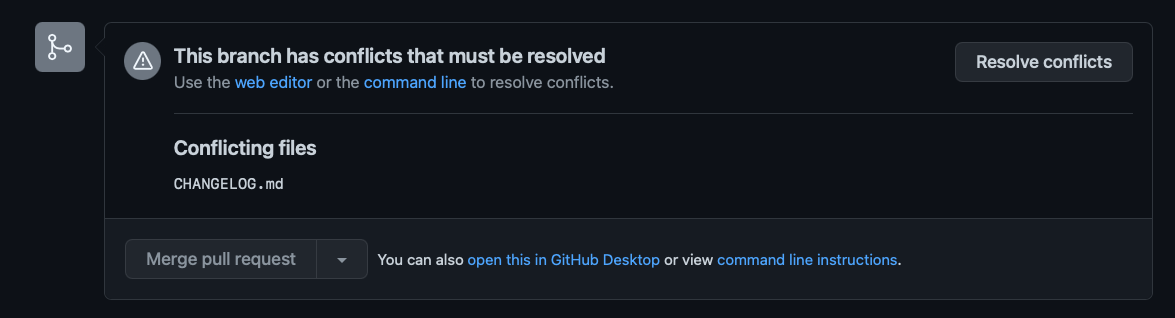 This branch has conflicts that must be resolved
Resolve conflicts
Use the web editor or the command line to resolve conflicts.
Conflicting files
CHANGELOG.md
Merge pull request
You can also open this in GitHub Desktop or view command line instructions.